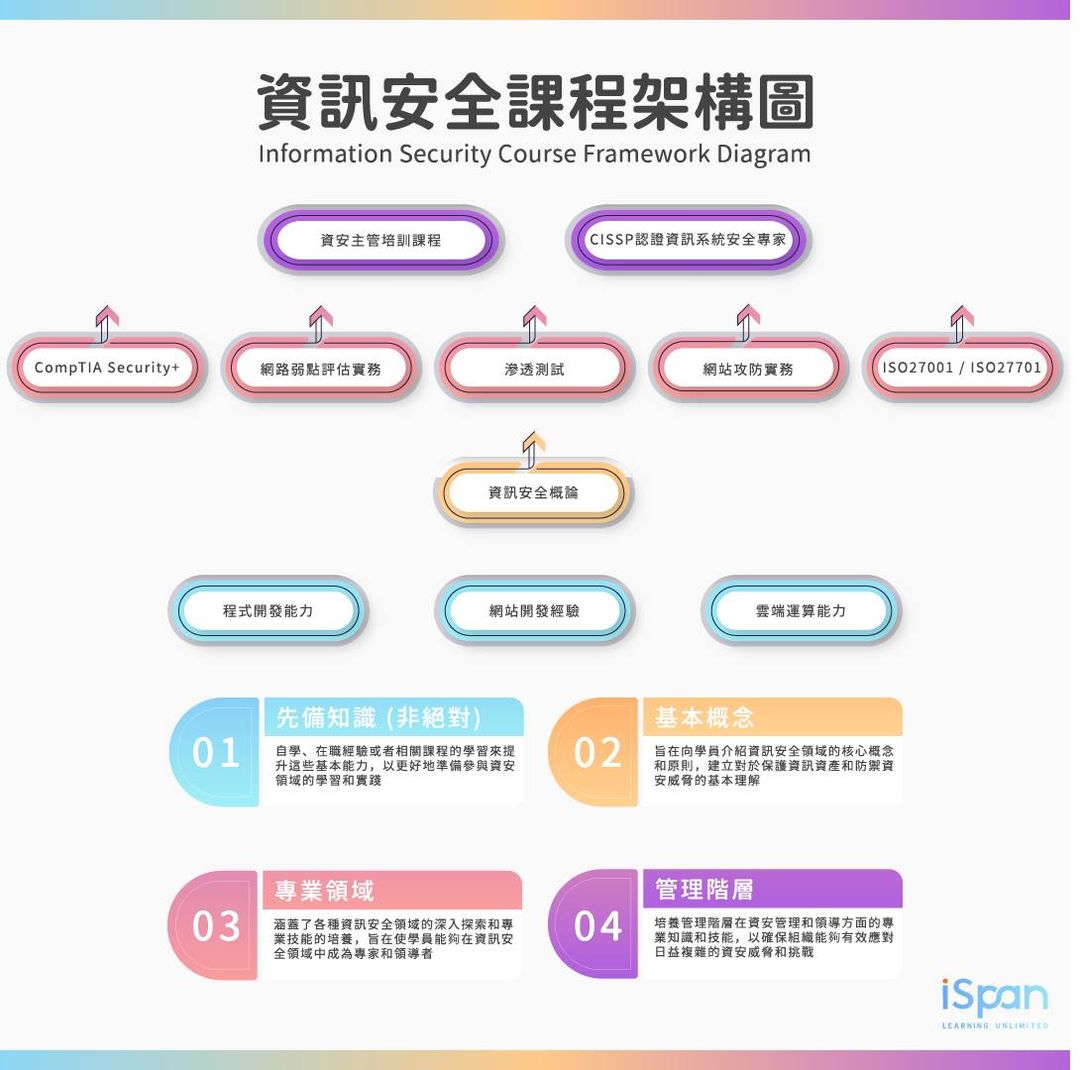 資訊安全課程架構圖
Information Security Course Framework Diagram
資安主管培訓課程
CISSP認證資訊系統安全專家
CompTIA Security+
網路弱點評估實務
滲透測試
網站攻防實務
ISO27001 / ISO27701
資訊安全概論
程式開發能力
網站開發經驗
雲端運算能力
01
先備知識 (非絕對)
自學、在職經驗或者相關課程的學習來提
升這些基本能力，以更好地準備參與資安
領域的學習和實踐
02
基本概念
旨在向學員介紹資訊安全領域的核心概念
和原則，建立對於保護資訊資產和防禦資
安威脅的基本理解
03
專業領域
涵蓋了各種資訊安全領域的深入探索和專
業技能的培養，旨在使學員能夠在資訊安
全領域中成為專家和領導者
04
管理階層
培養管理階層在資安管理和領導方面的專
業知識和技能，以確保組織能夠有效應對
日益複雜的資安威脅和挑戰
iSpan
LEARNING UNLIMITED